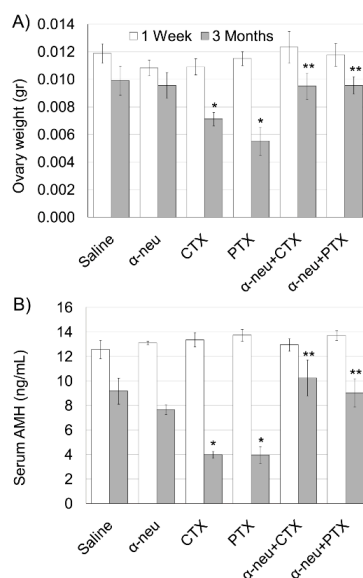 A)
1 Week 3 Months
Ovary weight (gr)
0.014
0.012
0.010
0.008
0.006
0.004
0.002
0.000
*
*
**
**
Saline
α-neu
CTX
PTX
α-neu+CTX
α-neu+PTX
B)
Serum AMH (ng/mL)
16
14
12
10
8
6
4
2
0
*
*
**
**
Saline
α-neu
CTX
PTX
α-neu+CTX
α-neu+PTX